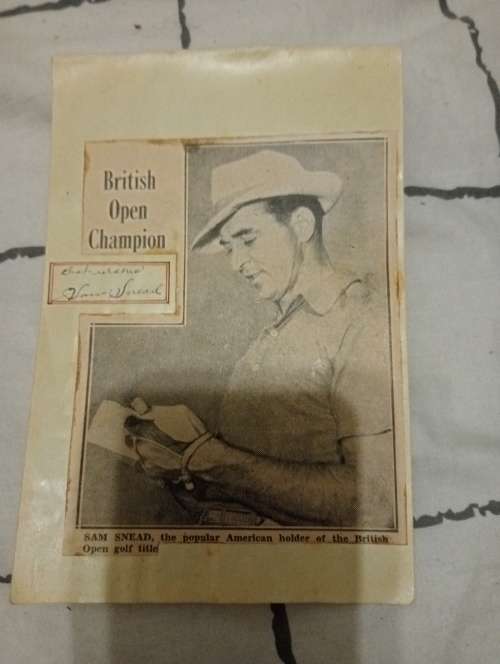 British
Open
Champion
Sam Snead
SAM SNEAD, the popular American holder of the British
Open golf title